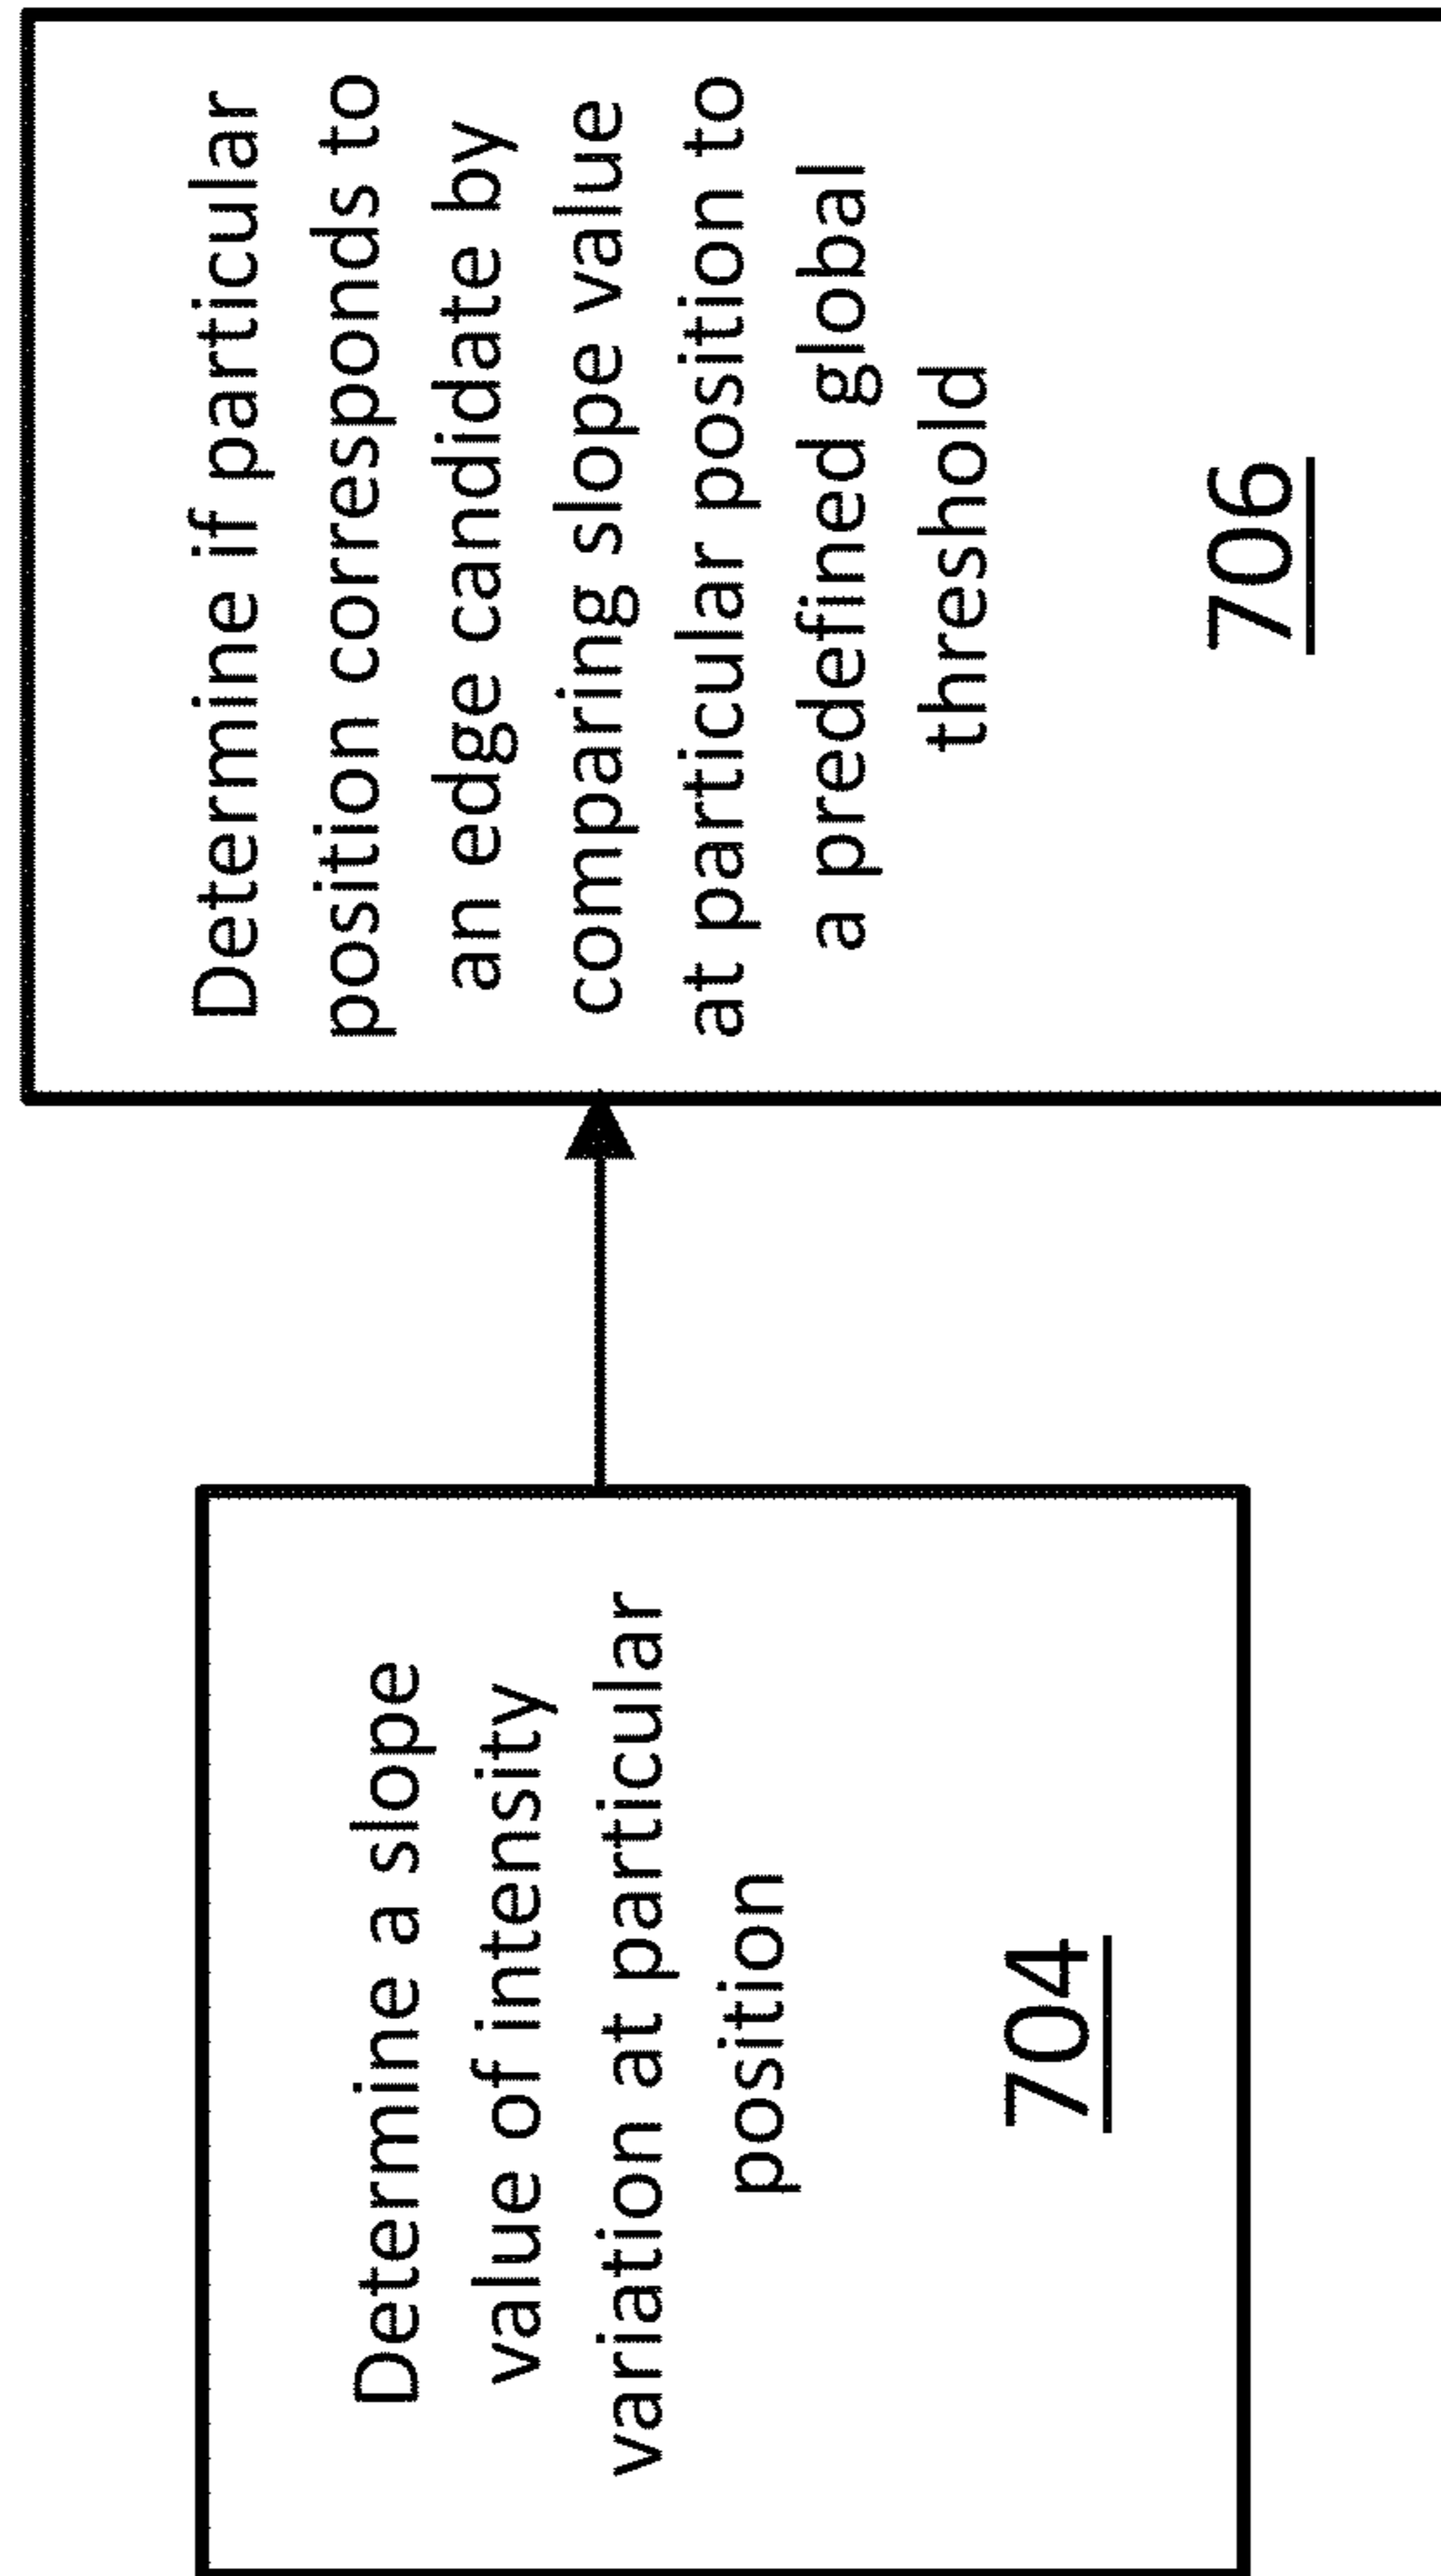 Determine a slope
value of intensity
variation at particular
position
704
Determine if particular
position corresponds to
an edge candidate by
comparing slope value
at particular position to
a predefined global
threshold
706